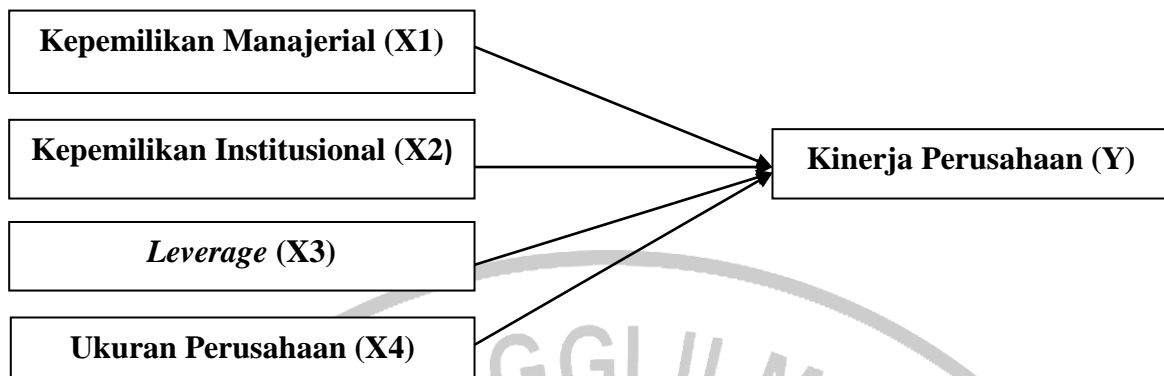 Kepemilikan Manajerial (X1)
Kepemilikan Institusional (X2)
Kinerja Perusahaan (Y)
Leverage (X3)
Ukuran Perusahaan (X4)